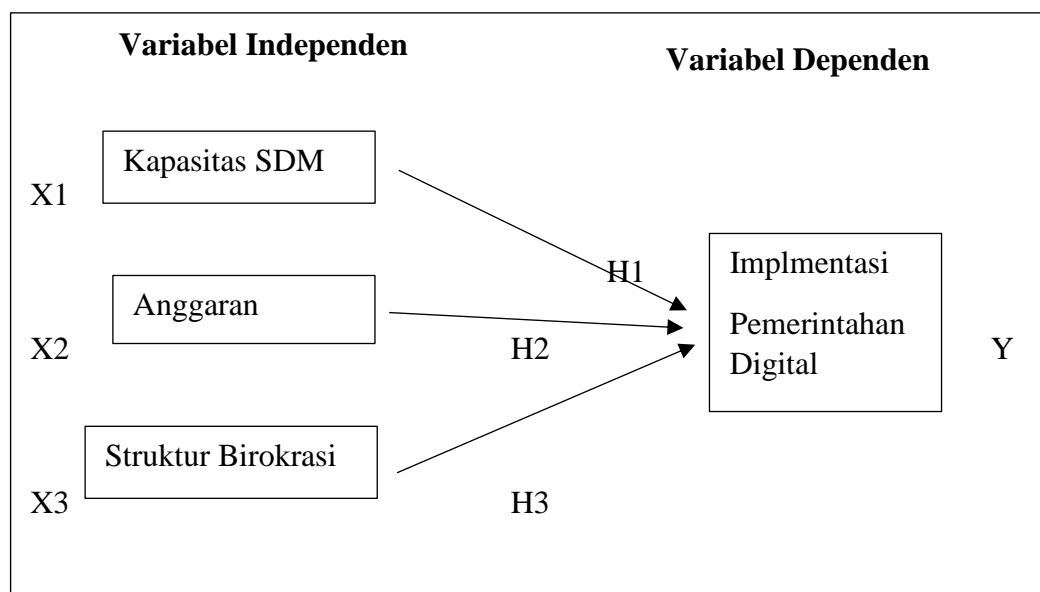 Variabel Independen
Variabel Dependen
Kapasitas SDM
X1
H1
Implmentasi
Pemerintahan
Digital
Anggaran
X2
H2
Y
Struktur Birokrasi
X3
H3